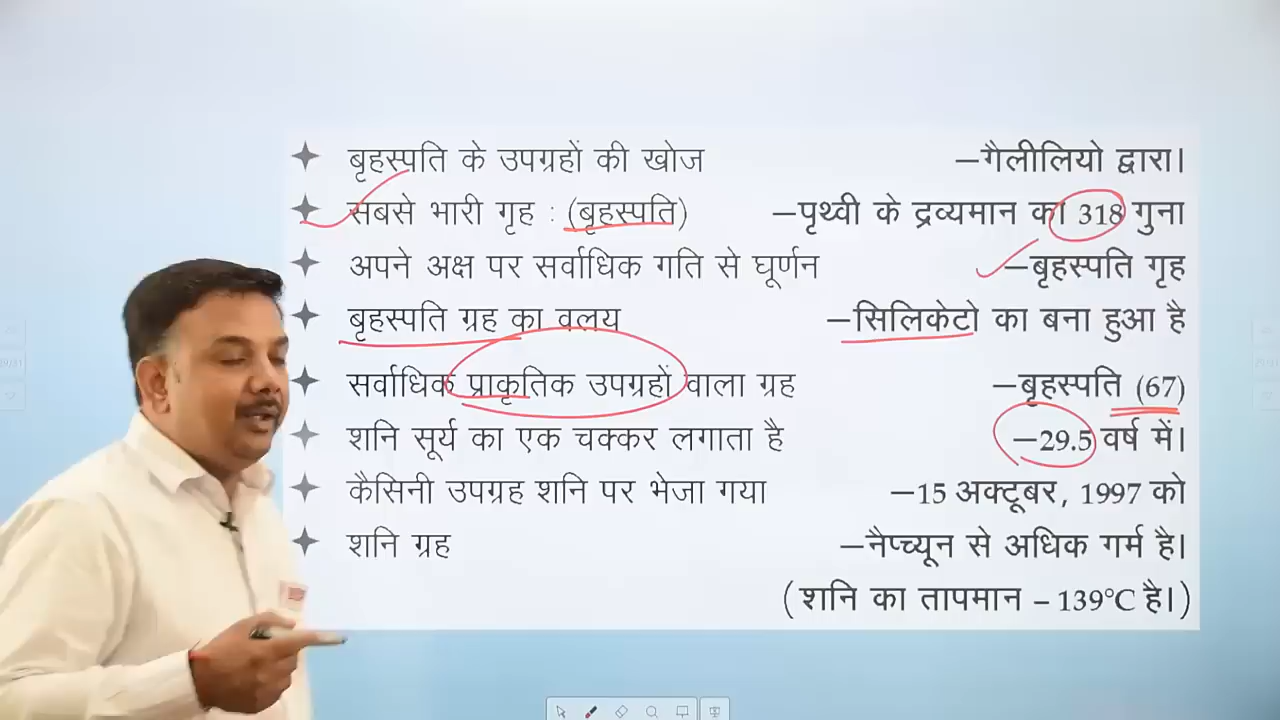 बृहस्पति के उपग्रहों की खोज –गैलीलियो द्वारा।
सबसे भारी गृह : (बृहस्पति) –पृथ्वी के द्रव्यमान का 318 गुना
अपने अक्ष पर सर्वाधिक गति से घूर्णन –बृहस्पति गृह
बृहस्पति ग्रह का वलय –सिलिकेटो का बना हुआ है
सर्वाधिक प्राकृतिक उपग्रहों वाला ग्रह –बृहस्पति (67)
शनि सूर्य का एक चक्कर लगाता है –29.5 वर्ष में।
कैसिनी उपग्रह शनि पर भेजा गया –15 अक्टूबर, 1997 को
शनि ग्रह –नेप्च्यून से अधिक गर्म है।
(शनि का तापमान – 139°C है।)